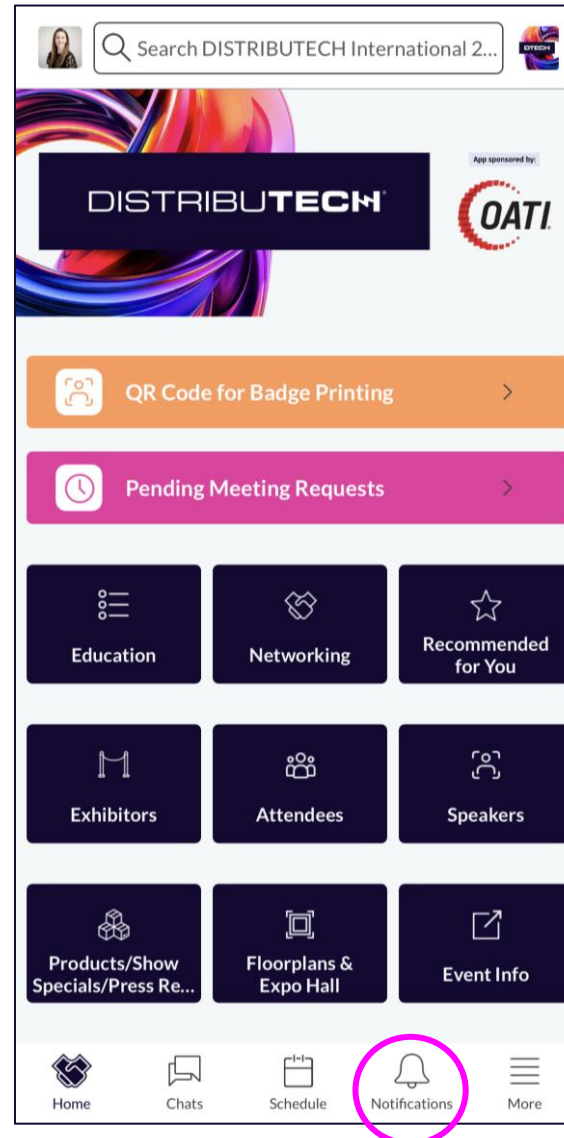 Search DISTRIBUTECH International 2...
DTECH
App sponsored by:
DISTRIBUTECH
OATI
QR Code for Badge Printing
Pending Meeting Requests
Education
Networking
Recommended
for You
Exhibitors
Attendees
Speakers
Products/Show
Specials/Press Re...
Floorplans &
Expo Hall
Event Info
Home
Chats
Schedule
Notifications
More